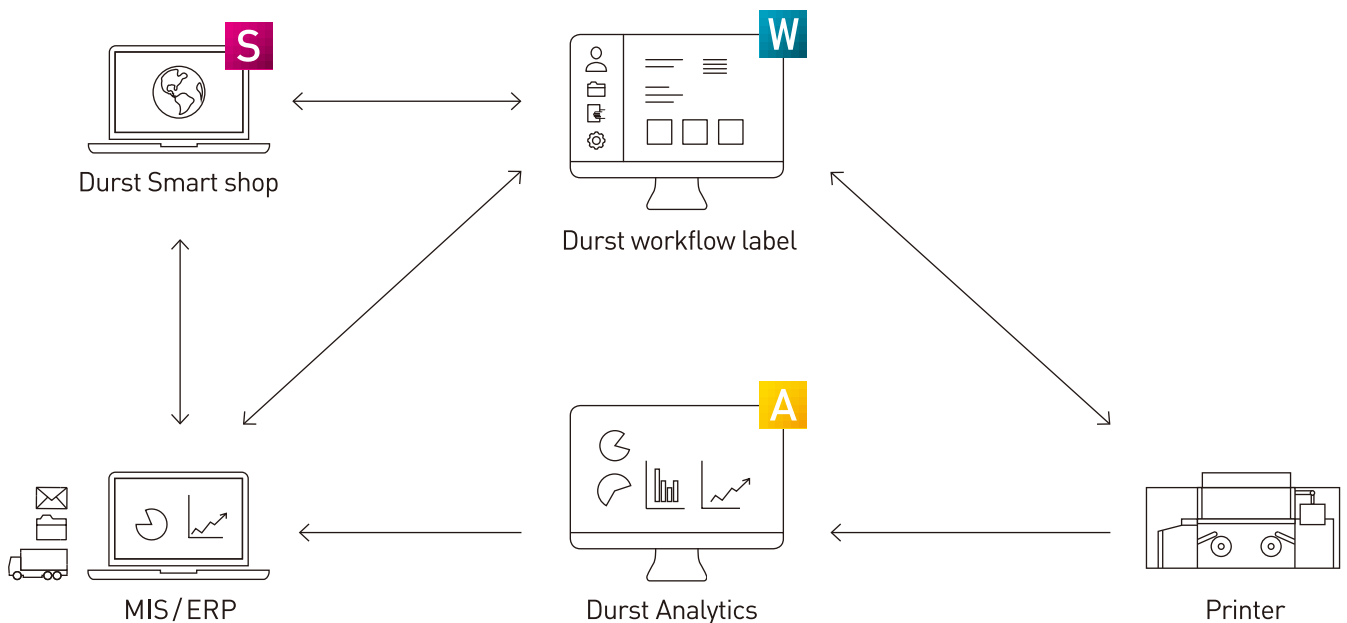 S
W
Durst Smart shop
Durst workflow label
A
MIS/ERP
Durst Analytics
Printer